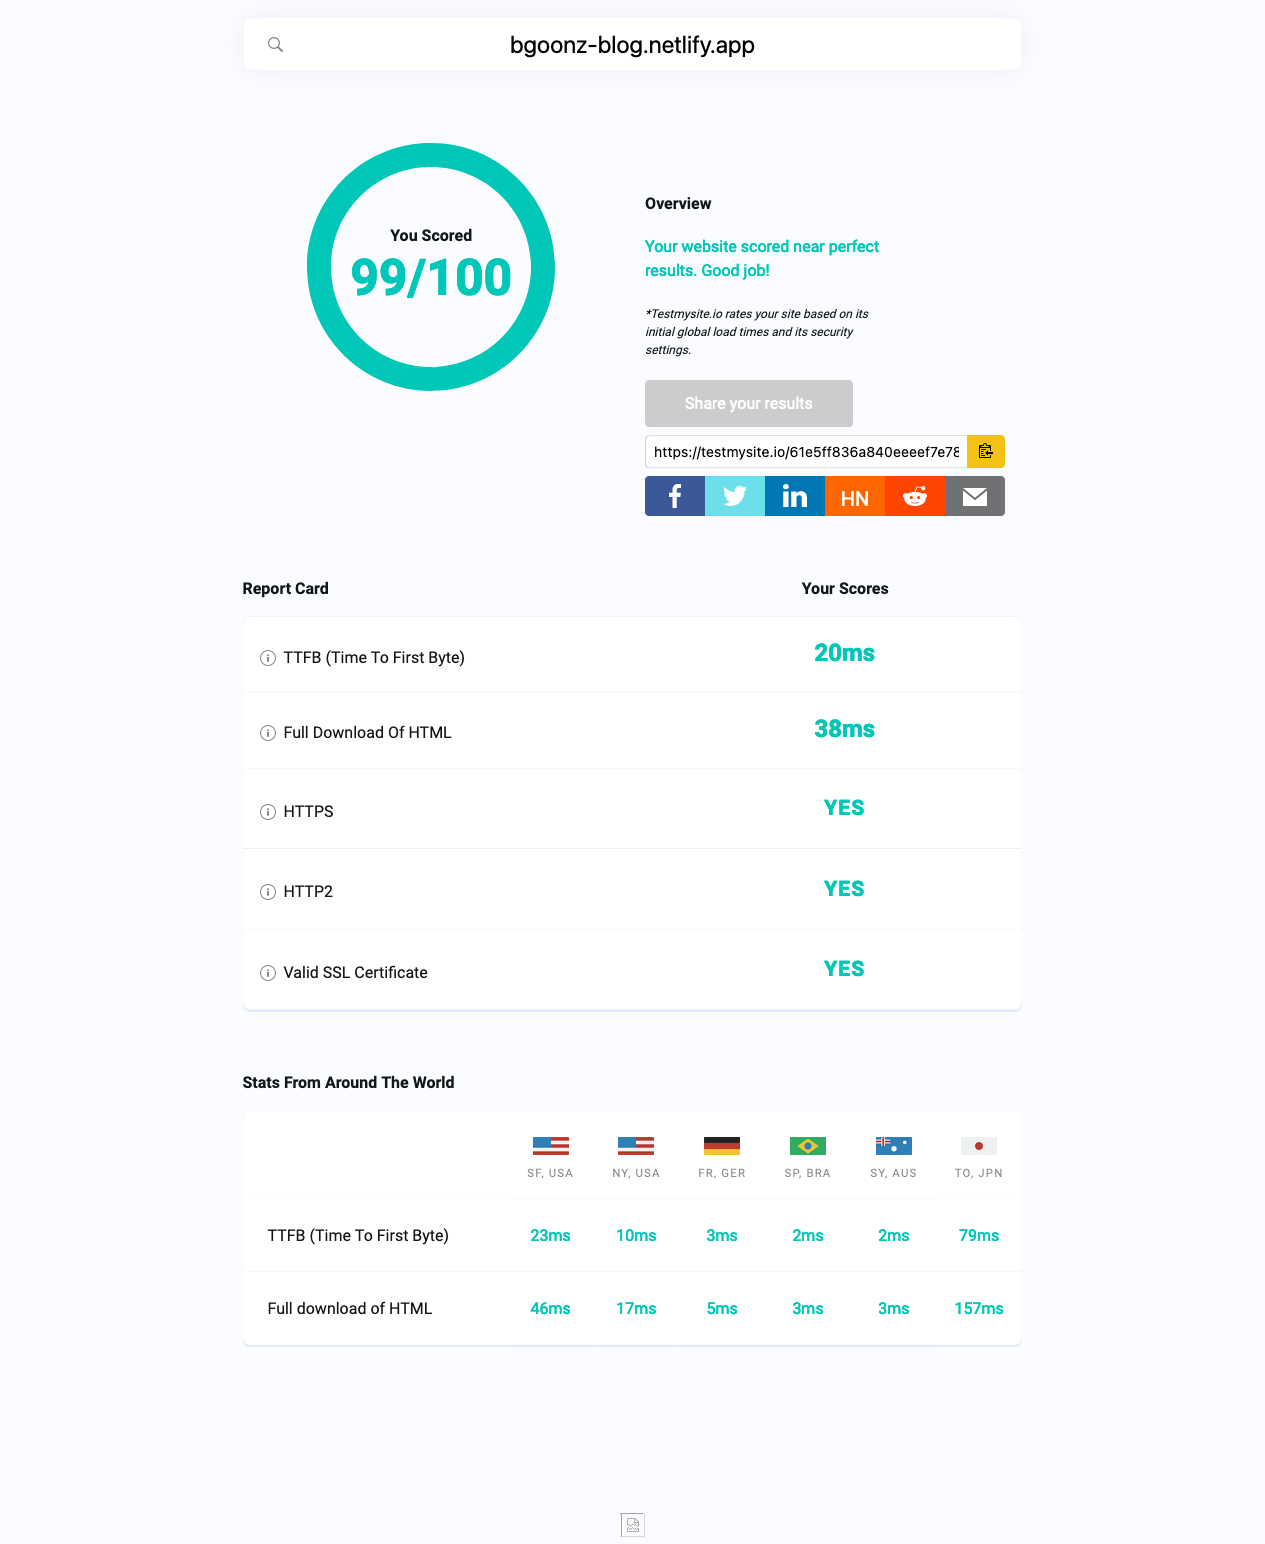 bgoonz-blog.netlify.app
You Scored
99/100
Overview
Your website scored near perfect
results. Good job!
*Testmysite.io rates your site based on its
initial global load times and its security
settings.
Share your results
https://testmysite.io/61e5ff836a840eeeef7e78
HN
Report Card Your Scores
TTFB (Time To First Byte) 20ms
Full Download Of HTML 38ms
HTTPS YES
HTTP2 YES
Valid SSL Certificate YES
Stats From Around The World
SF, USA NY, USA FR, GER SP, BRA SY, AUS TO, JPN
TTFB (Time To First Byte) 23ms 10ms 3ms 2ms 2ms 79ms
Full download of HTML 46ms 17ms 5ms 3ms 3ms 157ms